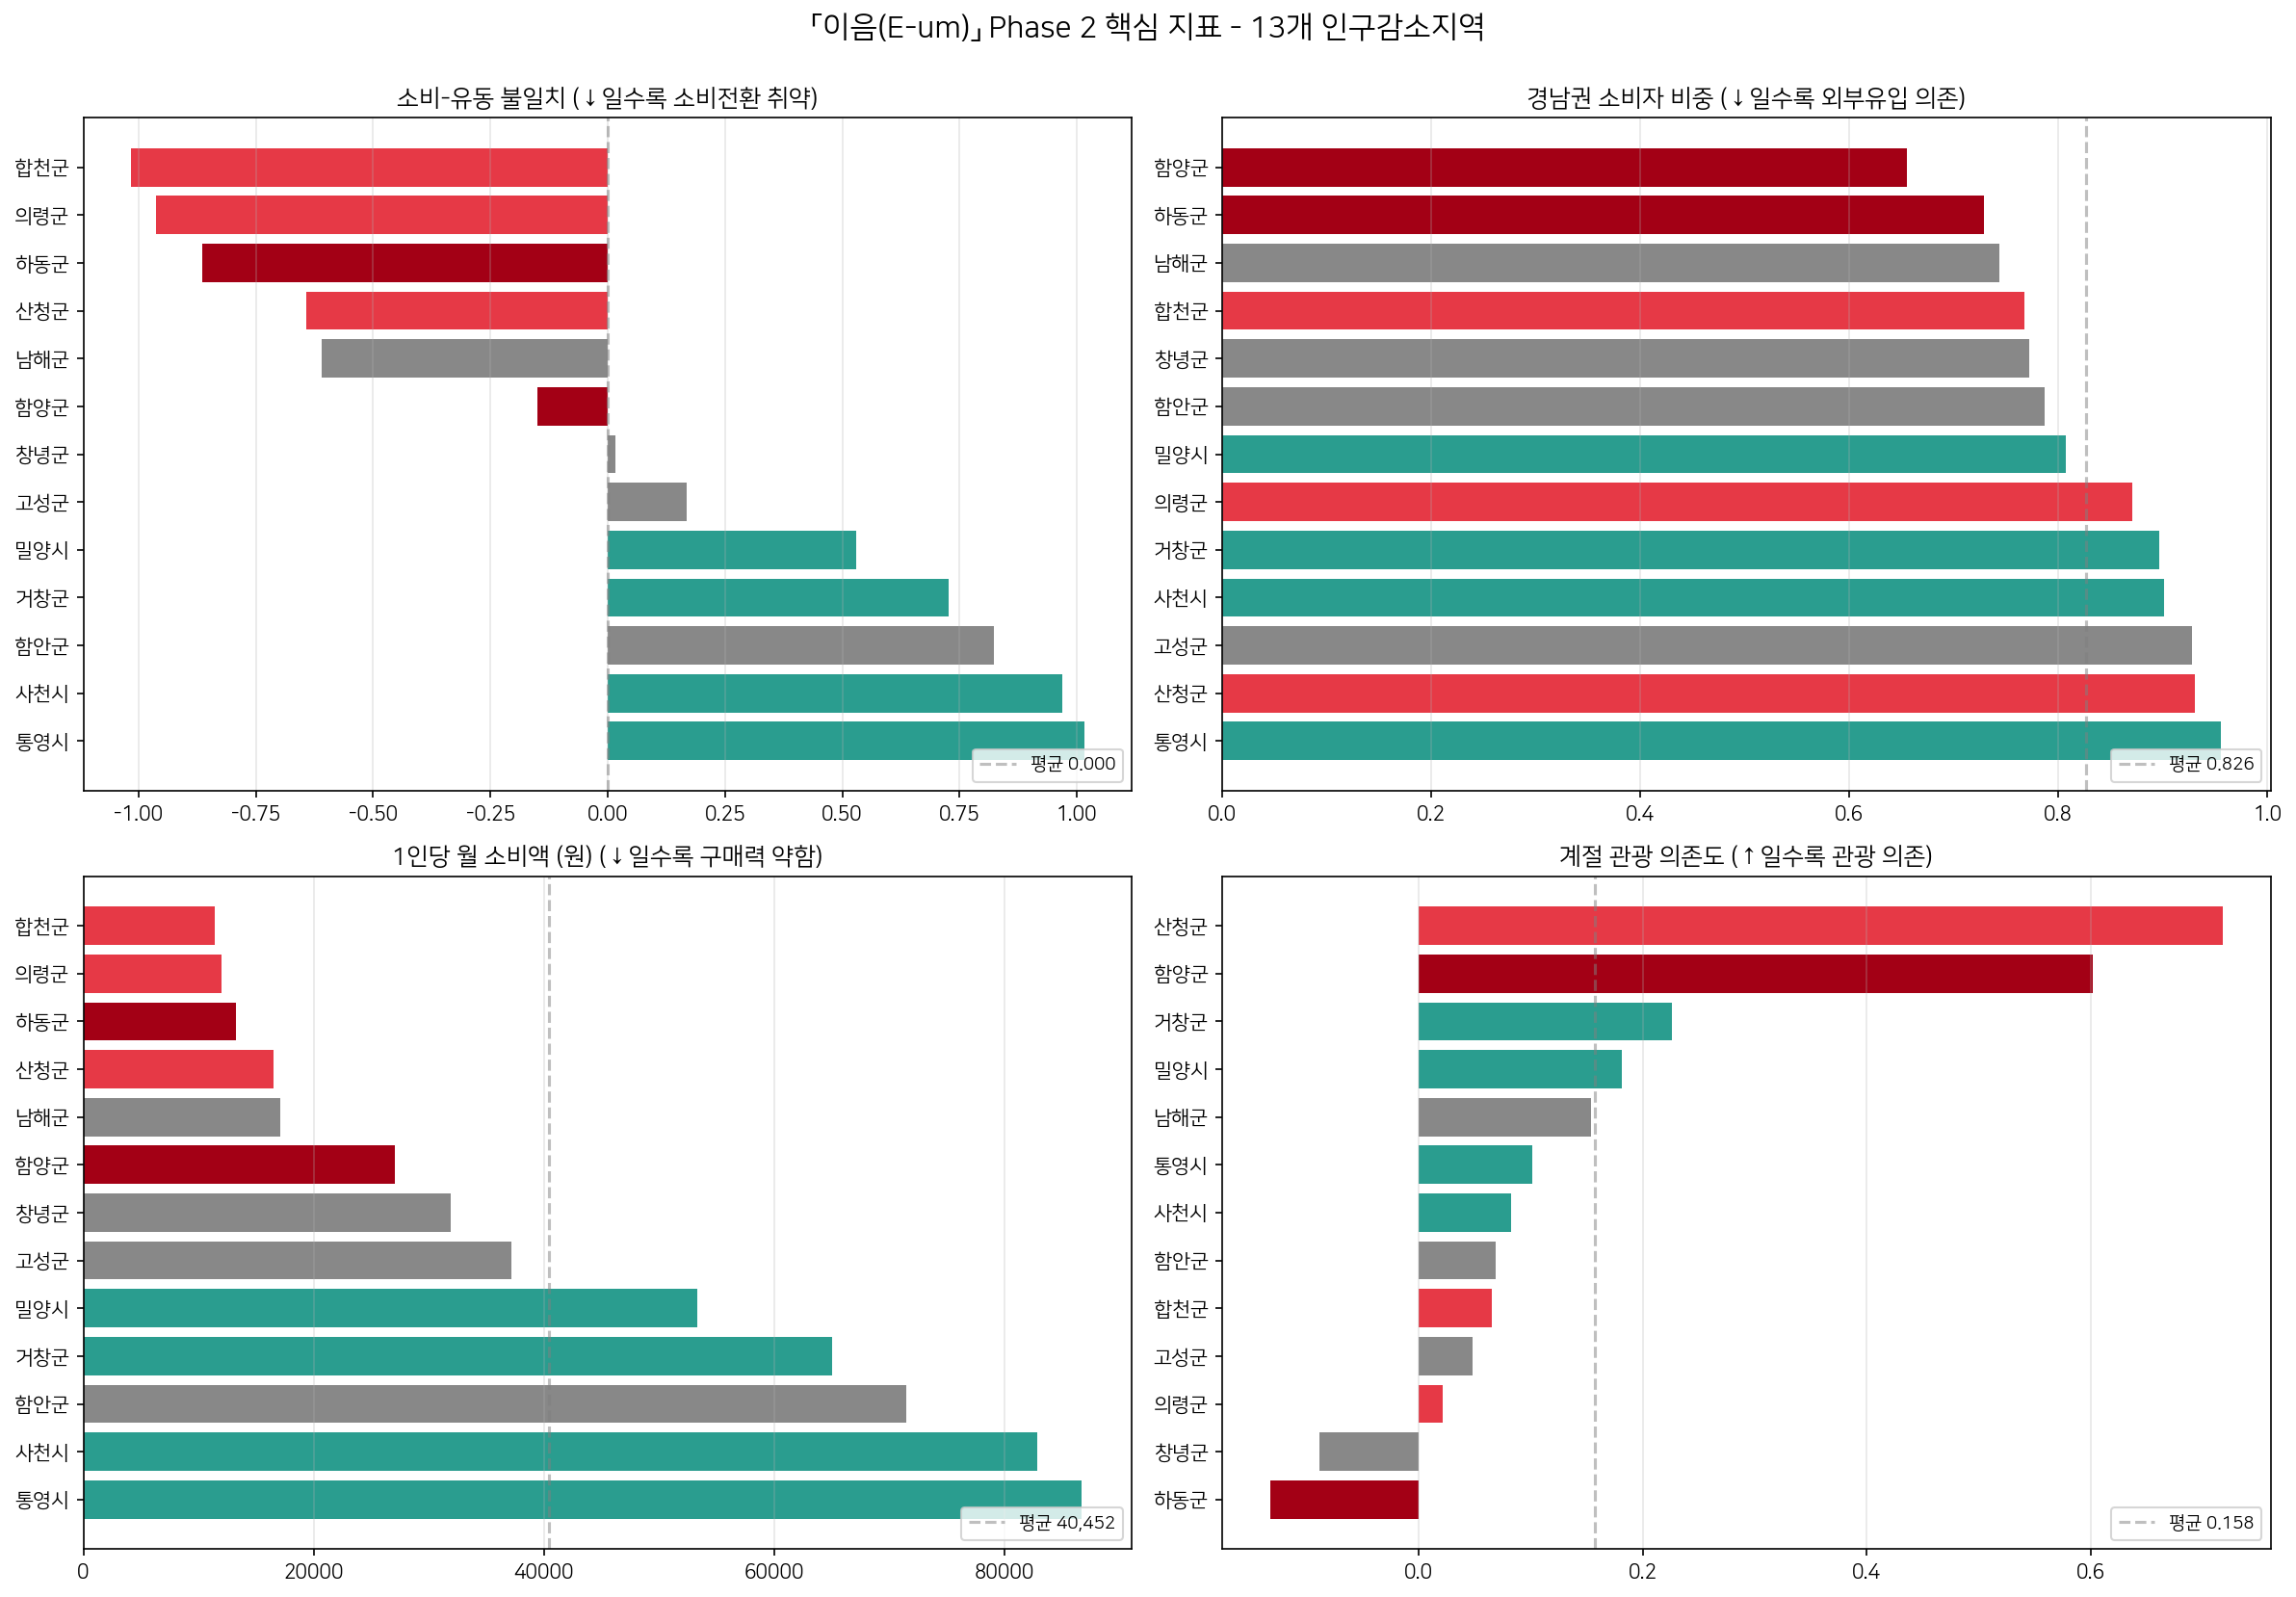 「이음(E-um)」 Phase 2 핵심 지표 - 13개 인구감소지역
소비-유동 불일치 (↓일수록 소비전환 취약)
합천군
의령군
하동군
산청군
남해군
함양군
창녕군
고성군
밀양시
거창군
함안군
사천시
통영시
평균 0.000
-1.00 -0.75 -0.50 -0.25 0.00 0.25 0.50 0.75 1.00
경남권 소비자 비중 (↓일수록 외부유입 의존)
함양군
하동군
남해군
합천군
창녕군
함안군
밀양시
의령군
거창군
사천시
고성군
산청군
통영시
평균 0.826
0.0 0.2 0.4 0.6 0.8 1.0
1인당 월 소비액 (원) (↓일수록 구매력 약함)
합천군
의령군
하동군
산청군
남해군
함양군
창녕군
고성군
밀양시
거창군
함안군
사천시
통영시
평균 40,452
0 20000 40000 60000 80000
계절 관광 의존도 (↑일수록 관광 의존)
산청군
함양군
거창군
밀양시
남해군
통영시
사천시
함안군
합천군
고성군
의령군
창녕군
하동군
평균 0.158
0.0 0.2 0.4 0.6